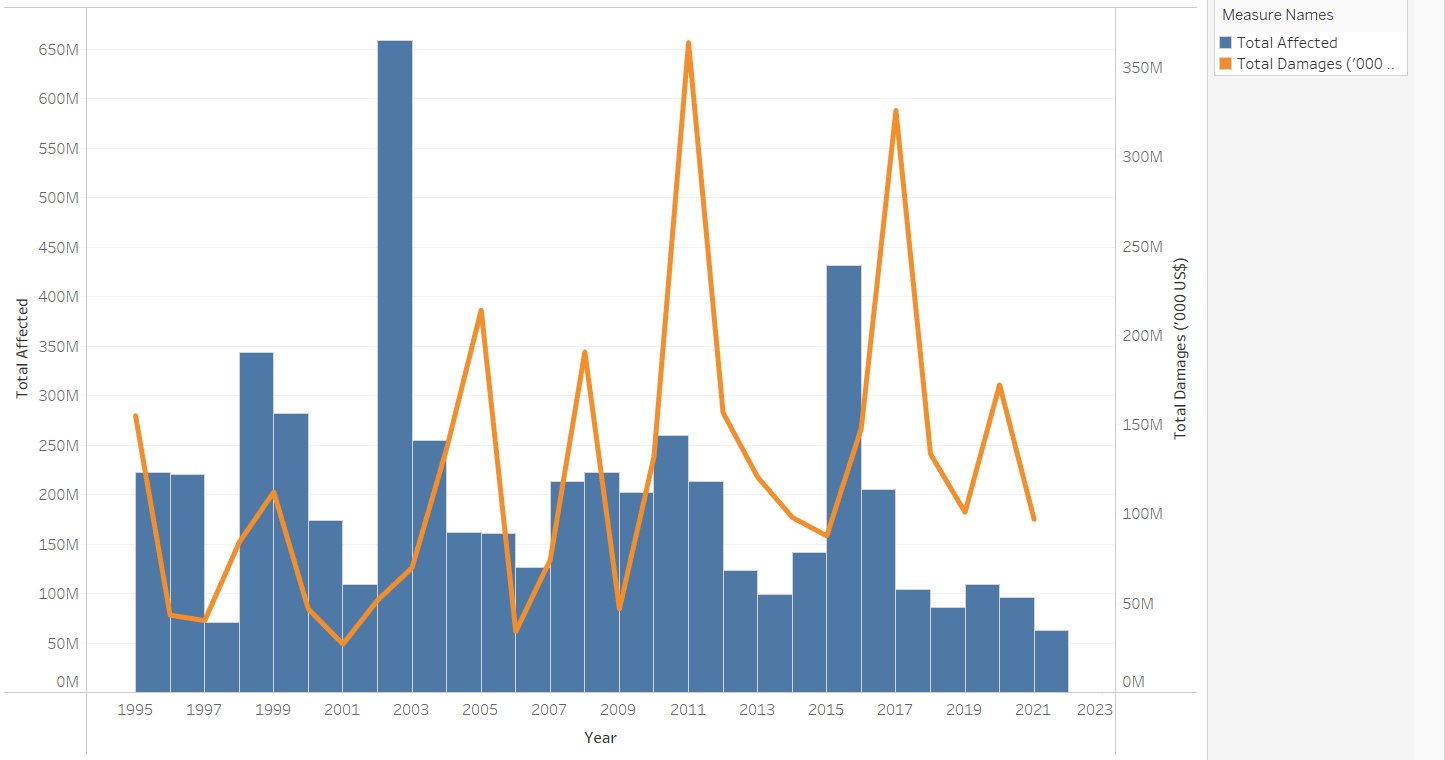 Measure Names
Total Affected
Total Damages ('000 ..
650M
600M
550M
500M
450M
400M
350M
300M
250M
200M
150M
100M
50M
0M
Total Affected
350M
300M
250M
200M
150M
100M
50M
0M
Total Damages ('000 US$)
1995 1997 1999 2001 2003 2005 2007 2009 2011 2013 2015 2017 2019 2021 2023
Year